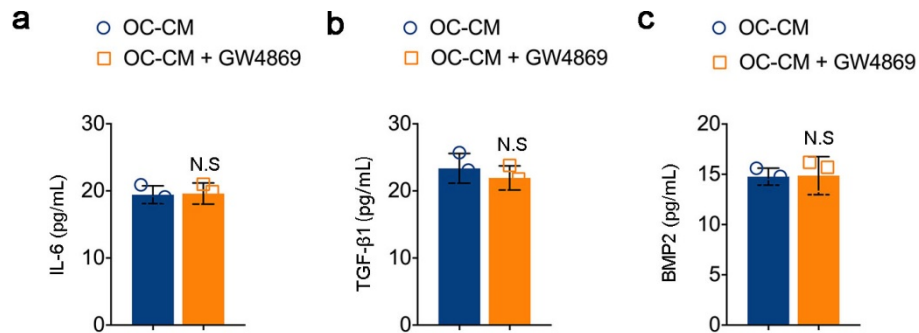 a
OC-CM
OC-CM + GW4869
N.S
IL-6 (pg/mL)
30
20
10
0
b
OC-CM
OC-CM + GW4869
N.S
TGF-β1 (pg/mL)
30
20
10
0
c
OC-CM
OC-CM + GW4869
N.S
BMP2 (pg/mL)
20
15
10
5
0